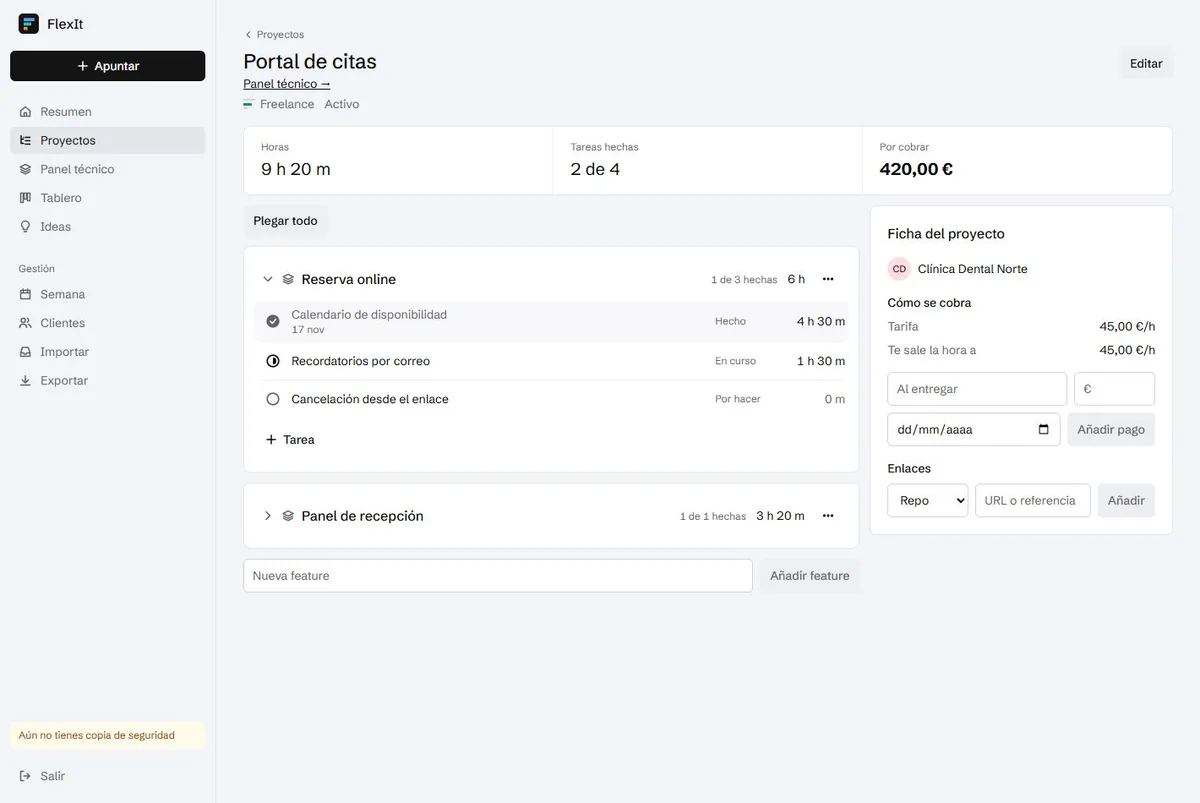 FlexIt
+ Apuntar
Resumen
Proyectos
Panel técnico
Tablero
Ideas
Gestión
Semana
Clientes
Importar
Exportar
Aún no tienes copia de seguridad
Salir
Proyectos
Portal de citas
Panel técnico →
Freelance Activo
Editar
Horas
9 h 20 m
Tareas hechas
2 de 4
Por cobrar
420,00 €
Plegar todo
Reserva online 1 de 3 hechas 6 h ···
Calendario de disponibilidad
17 nov
Hecho 4 h 30 m
Recordatorios por correo En curso 1 h 30 m
Cancelación desde el enlace Por hacer 0 m
+ Tarea
Panel de recepción 1 de 1 hechas 3 h 20 m ···
Nueva feature Añadir feature
Ficha del proyecto
CD Clínica Dental Norte
Cómo se cobra
Tarifa 45,00 €/h
Te sale la hora a 45,00 €/h
Al entregar €
dd/mm/aaaa Añadir pago
Enlaces
Repo URL o referencia Añadir